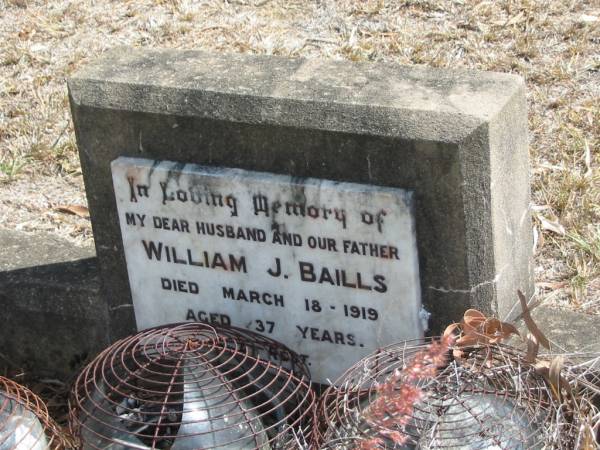 In Loving Memory of
MY DEAR HUSBAND AND OUR FATHER
WILLIAM J. BAILLS
DIED MARCH 18 - 1919
AGED 37 YEARS.
REST.